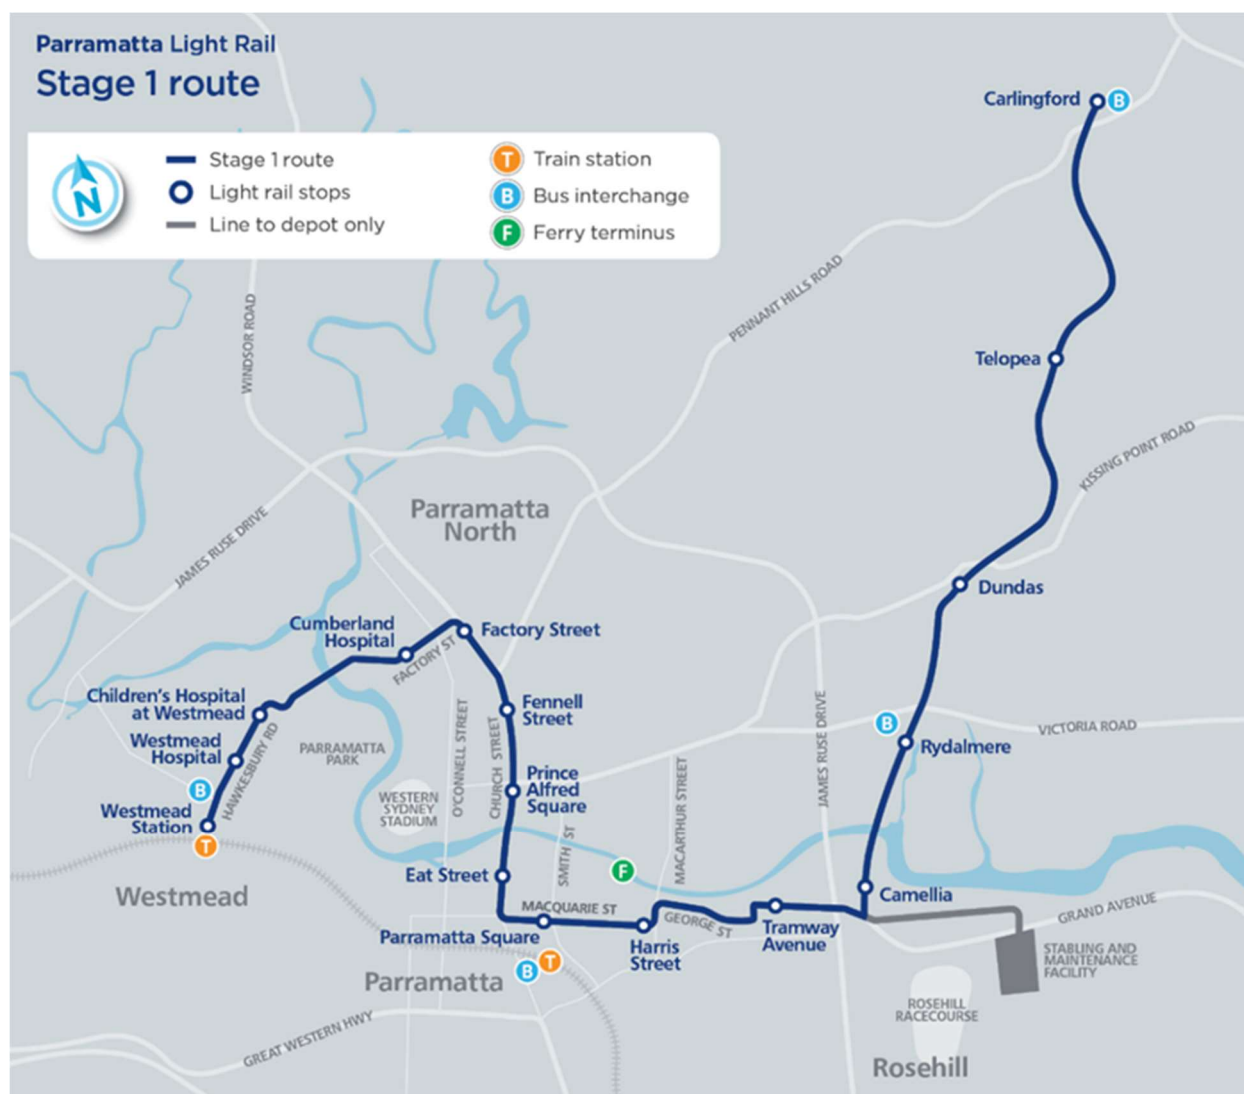 Parramatta Light Rail
Stage 1 route
N
Stage 1 route
Light rail stops
Line to depot only
T Train station
B Bus interchange
F Ferry terminus
Carlingford
B
WINDSOR ROAD
PENNANT HILLS ROAD
Telopea
KISSING POINT ROAD
JAMES RUSE DRIVE
Parramatta
North
Dundas
Cumberland
Hospital
Factory Street
FACTORY ST
Children's Hospital
at Westmead
Fennell
Street
Westmead
Hospital
HAWKESBURY RD
PARRAMATTA
PARK
O'CONNELL STREET
CHURCH STREET
JAMES RUSE DRIVE
B
Rydalmere
VICTORIA ROAD
B
Westmead
Station
T
WESTERN
SYDNEY
STADIUM
Prince
Alfred
Square
SMITH ST
MACARTHUR STREET
Westmead
Eat Street
F
Camellia
MACQUARIE ST
GEORGE ST
GRAND AVENUE
Parramatta Square
Harris
Street
Tramway
Avenue
STABLING AND
MAINTENANCE
FACILITY
B
T
Parramatta
ROSEHILL
RACECOURSE
GREAT WESTERN HWY
Rosehill